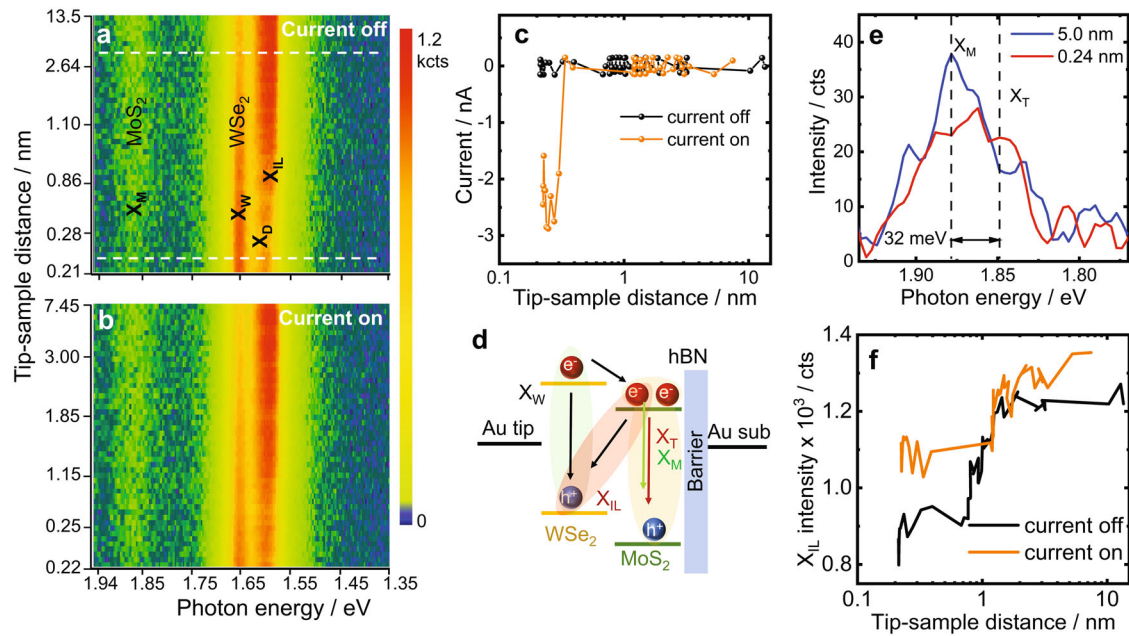 a
Current off
13.5
2.64
1.10
0.86
0.28
0.21
Tip-sample distance / nm
MoS2
WSe2
XM
XW
XD
XIL
1.2
kcts
0
b
Current on
7.45
3.00
1.85
1.15
0.25
0.22
1.94 1.85 1.75 1.65 1.55 1.45 1.35
Photon energy / eV
c
0
-1
-2
-3
Current / nA
current off
current on
0.1 1 10
Tip-sample distance / nm
d
hBN
e-
e-
e-
XW
Au tip
XT
XM
Barrier
Au sub
h+
XIL
h+
WSe2
MoS2
e
40
30
20
10
0
Intensity / cts
XM
XT
5.0 nm
0.24 nm
32 meV
1.90 1.85 1.80
Photon energy / eV
f
1.4
1.2
1.0
0.8
XIL intensity x 10³ / cts
current off
current on
0.1 1 10
Tip-sample distance / nm